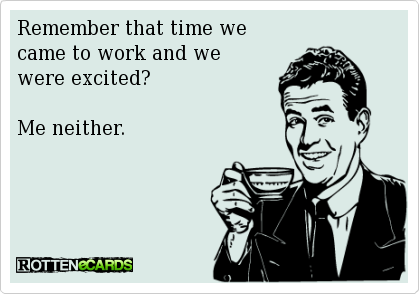 Remember that time we
came to work and we
were excited?
Me neither.
ROTTENeCARDS